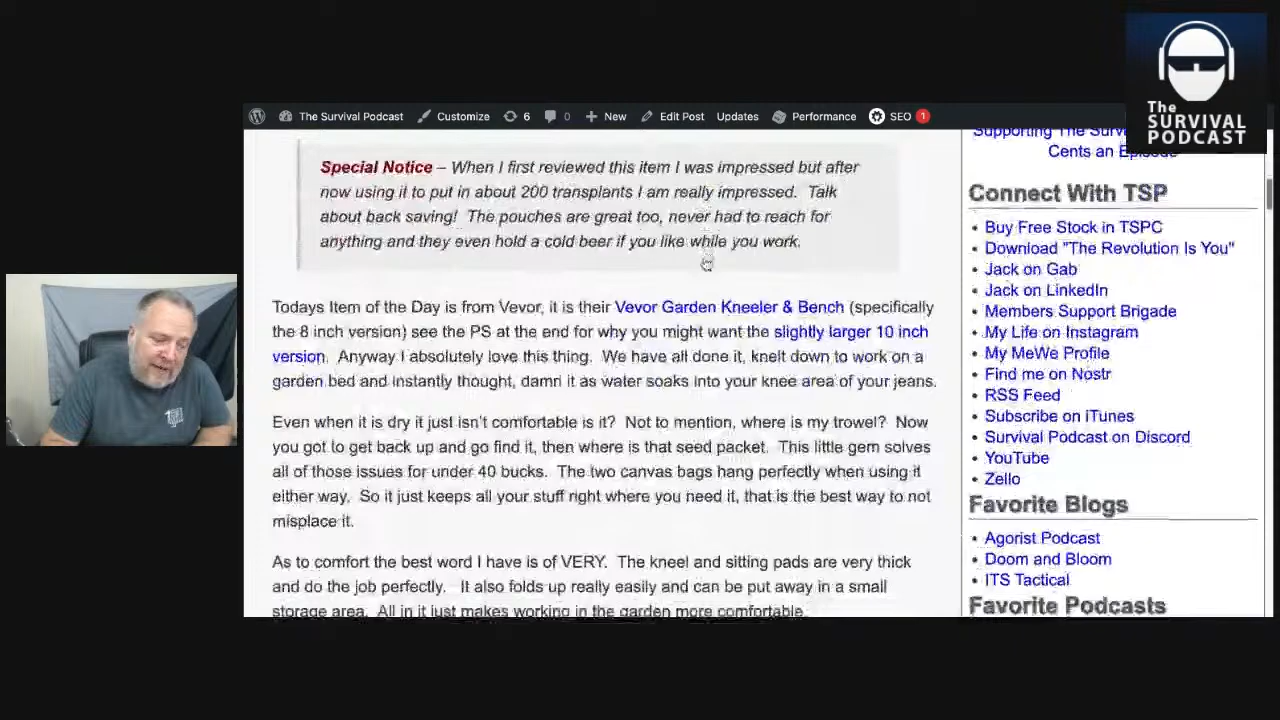 The
SURVIVAL
PODCAST
The Survival Podcast Customize 6 0 New Edit Post Updates Performance SEO 1
Special Notice – When I first reviewed this item I was impressed but after
now using it to put in about 200 transplants I am really impressed. Talk
about back saving! The pouches are great too, never had to reach for
anything and they even hold a cold beer if you like while you work.
Todays Item of the Day is from Vevor, it is their Vevor Garden Kneeler & Bench (specifically
the 8 inch version) see the PS at the end for why you might want the slightly larger 10 inch
version. Anyway I absolutely love this thing. We have all done it, knelt down to work on a
garden bed and instantly thought, damn it as water soaks into your knee area of your jeans.
Even when it is dry it just isn't comfortable is it? Not to mention, where is my trowel? Now
you got to get back up and go find it, then where is that seed packet. This little gem solves
all of those issues for under 40 bucks. The two canvas bags hang perfectly when using it
either way. So it just keeps all your stuff right where you need it, that is the best way to not
misplace it.
As to comfort the best word I have is of VERY. The kneel and sitting pads are very thick
and do the job perfectly. It also folds up really easily and can be put away in a small
storage area. All in it just makes working in the garden more comfortable.
Supporting The
Cents an Episode
Connect With TSP
Buy Free Stock in TSPC
Download "The Revolution Is You"
Jack on Gab
Jack on LinkedIn
Members Support Brigade
My Life on Instagram
My MeWe Profile
Find me on Nostr
RSS Feed
Subscribe on iTunes
Survival Podcast on Discord
YouTube
Zello
Favorite Blogs
Agorist Podcast
Doom and Bloom
ITS Tactical
Favorite Podcasts